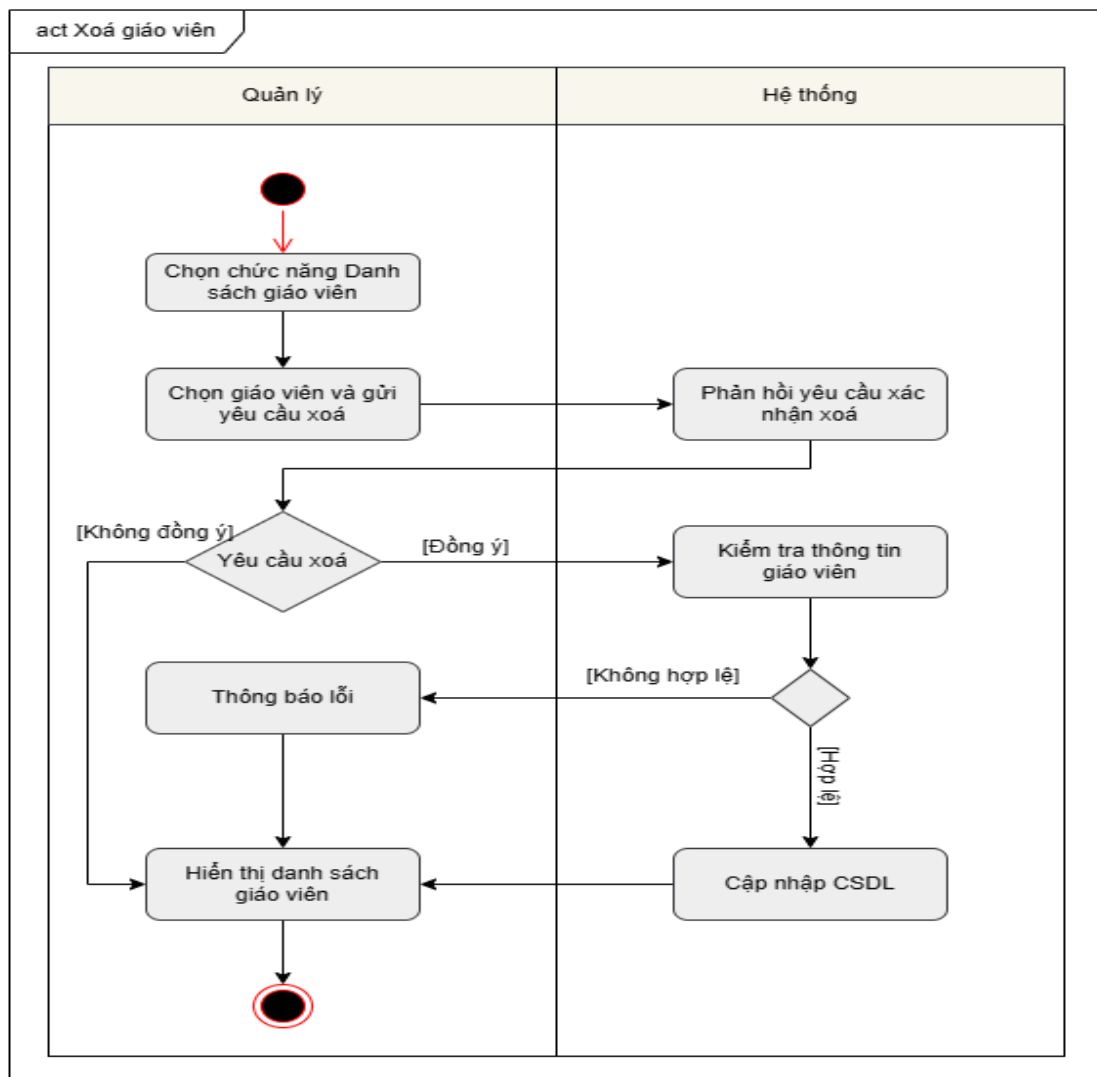 act Xoá giáo viên
Quản lý
Hệ thống
Chọn chức năng Danh
sách giáo viên
Chọn giáo viên và gửi
yêu cầu xoá
Phản hồi yêu cầu xác
nhận xoá
[Không đồng ý]
Yêu cầu xoá
[Đồng ý]
Kiểm tra thông tin
giáo viên
Thông báo lỗi
[Không hợp lệ]
[Hợp lệ]
Hiển thị danh sách
giáo viên
Cập nhập CSDL